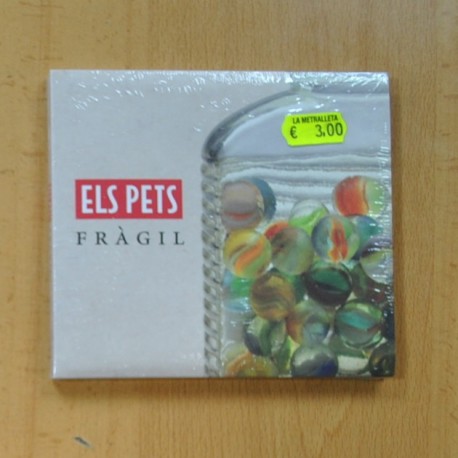 LA METRALLETA
€ 3,00
ELS PETS
FRÀGIL